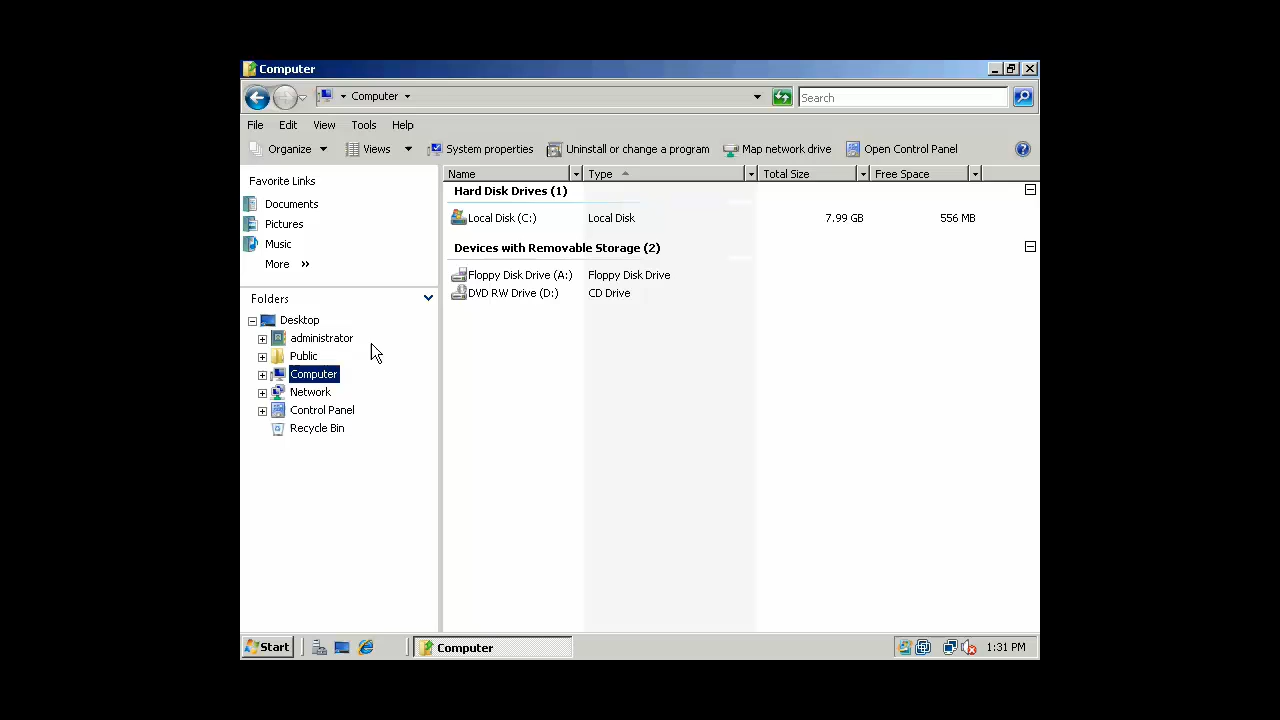 Computer
Computer
Search
File Edit View Tools Help
Organize Views System properties Uninstall or change a program Map network drive Open Control Panel
Favorite Links
Documents
Pictures
Music
More »
Folders
Desktop
administrator
Public
Computer
Network
Control Panel
Recycle Bin
Name Type Total Size Free Space
Hard Disk Drives (1)
Local Disk (C:) Local Disk 7.99 GB 556 MB
Devices with Removable Storage (2)
Floppy Disk Drive (A:) Floppy Disk Drive
DVD RW Drive (D:) CD Drive
Start Computer 1:31 PM